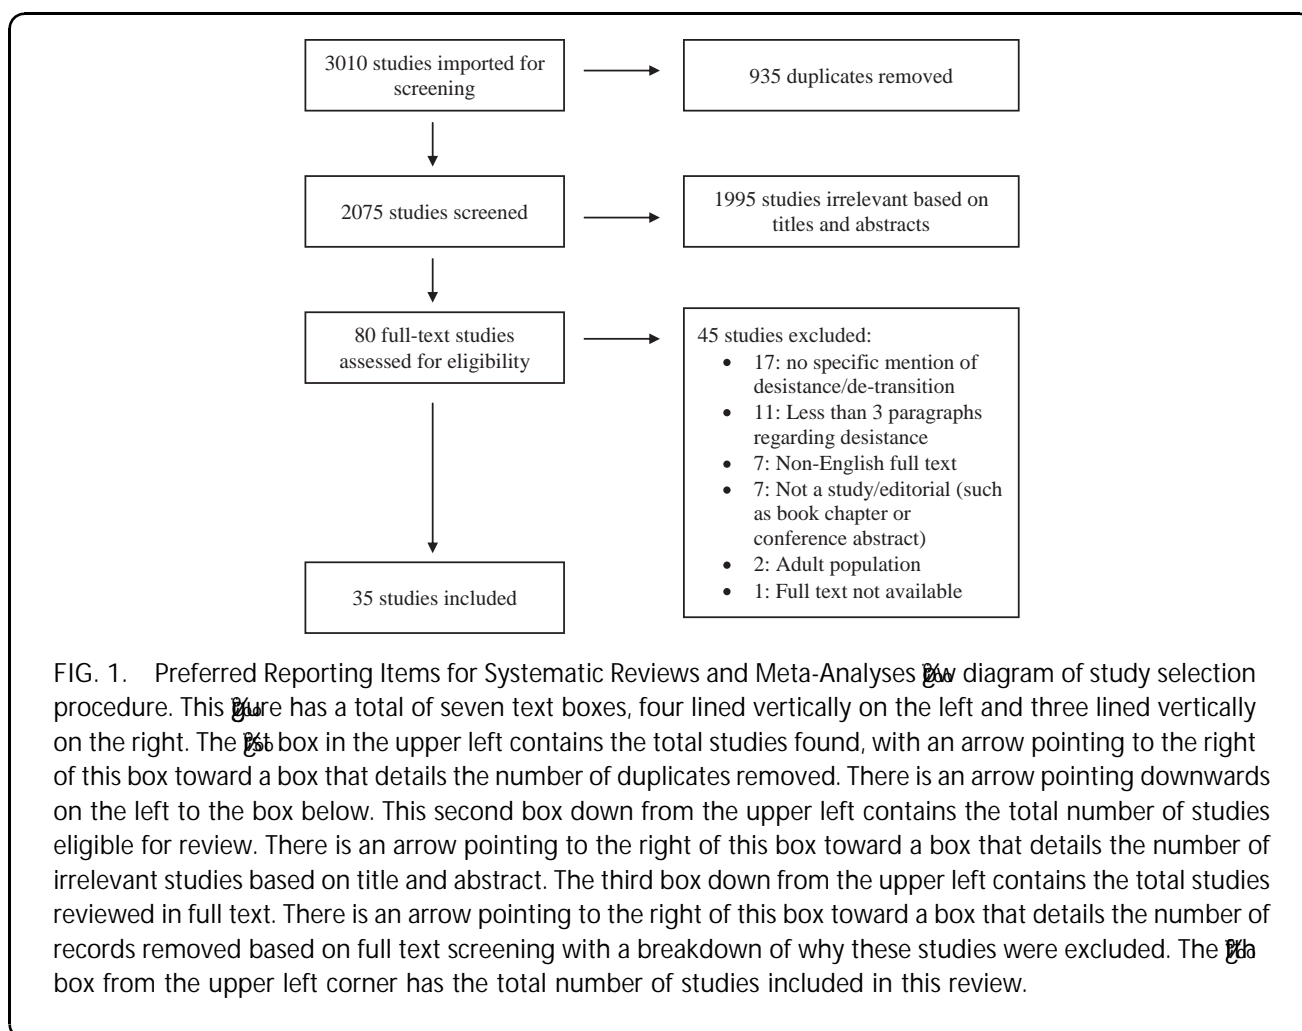 3010 studies imported for
screening
935 duplicates removed
2075 studies screened
1995 studies irrelevant based on
titles and abstracts
80 full-text studies
assessed for eligibility
45 studies excluded:
• 17: no specific mention of
desistance/de-transition
• 11: Less than 3 paragraphs
regarding desistance
• 7: Non-English full text
• 7: Not a study/editorial (such
as book chapter or
conference abstract)
• 2: Adult population
• 1: Full text not available
35 studies included
FIG. 1. Preferred Reporting Items for Systematic Reviews and Meta-Analyses diagram of study selection
procedure. This has a total of seven text boxes, four lined vertically on the left and three lined vertically
on the right. The box in the upper left contains the total studies found, with an arrow pointing to the right
of this box toward a box that details the number of duplicates removed. There is an arrow pointing downwards
on the left to the box below. This second box down from the upper left contains the total number of studies
eligible for review. There is an arrow pointing to the right of this box toward a box that details the number of
irrelevant studies based on title and abstract. The third box down from the upper left contains the total studies
reviewed in full text. There is an arrow pointing to the right of this box toward a box that details the number of
records removed based on full text screening with a breakdown of why these studies were excluded. The
box from the upper left corner has the total number of studies included in this review.